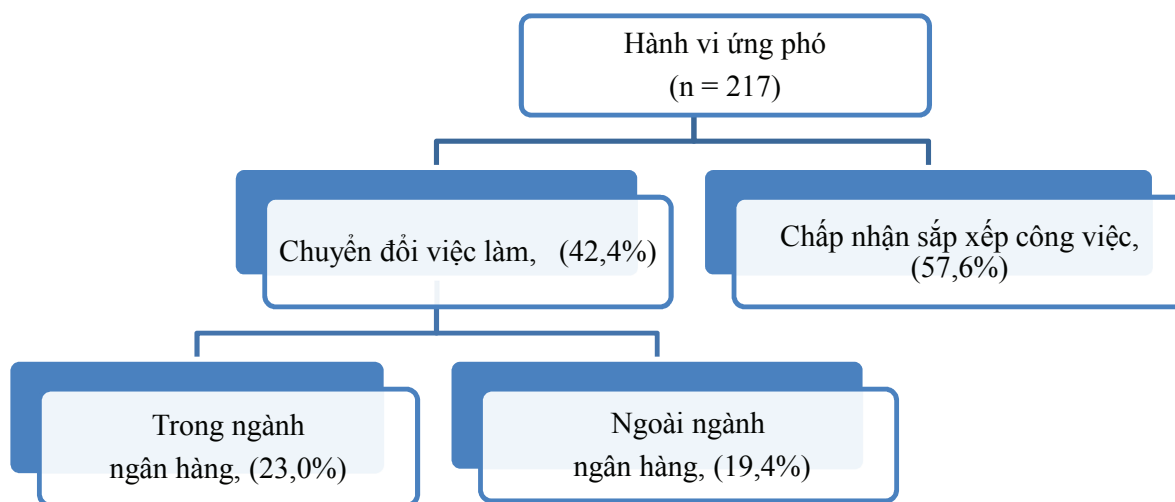 Hành vi ứng phó
(n = 217)
Chuyển đổi việc làm, (42,4%)
Chấp nhận sắp xếp công việc,
(57,6%)
Trong ngành
ngân hàng, (23,0%)
Ngoài ngành
ngân hàng, (19,4%)